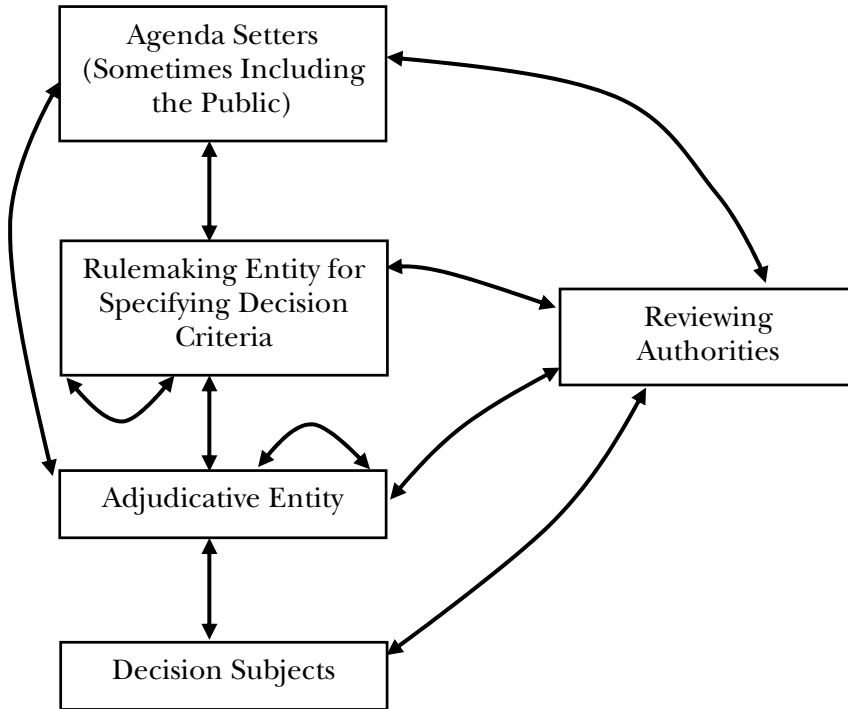 Agenda Setters
(Sometimes Including
the Public)
Rulemaking Entity for
Specifying Decision
Criteria
Reviewing
Authorities
Adjudicative Entity
Decision Subjects